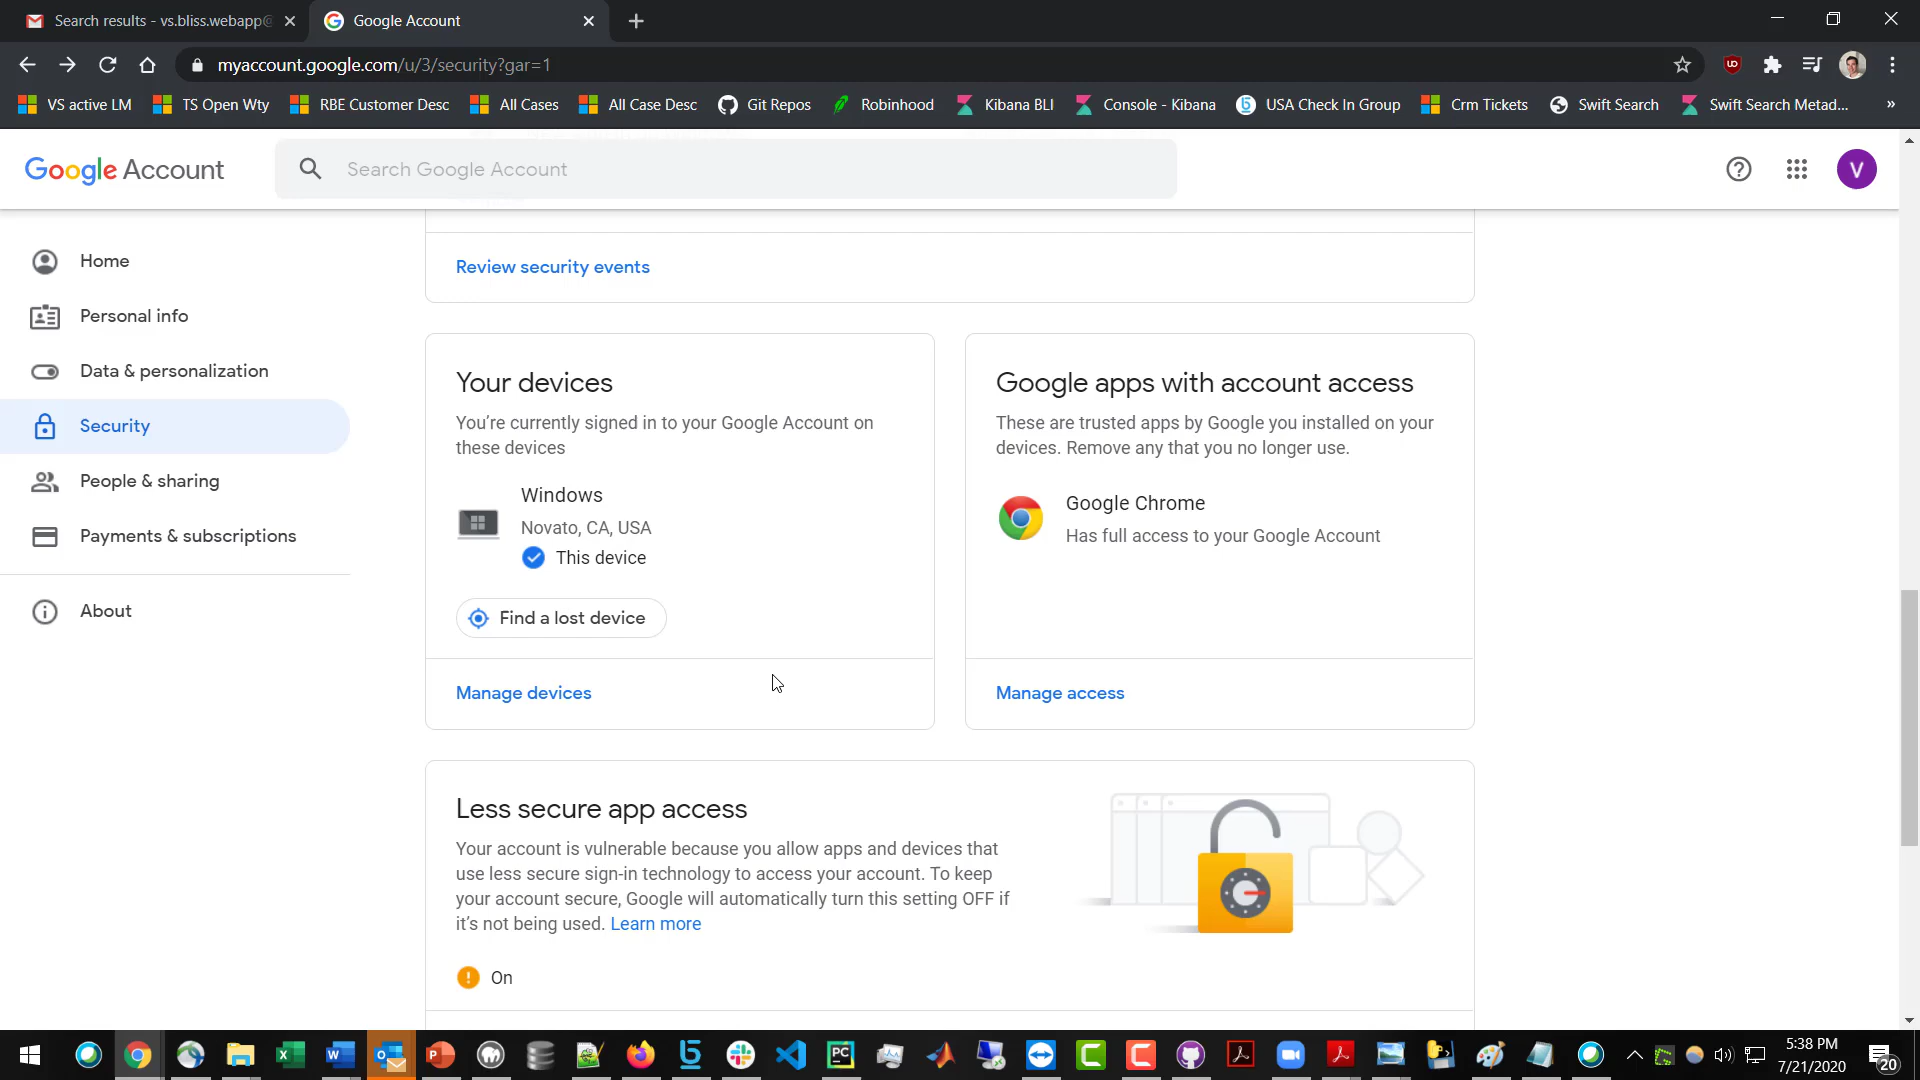 Search results - vs.bliss.webapp@
Google Account
myaccount.google.com/u/3/security?gar=1
VS active LM
TS Open Wty
RBE Customer Desc
All Cases
All Case Desc
Git Repos
Robinhood
Kibana BLI
Console - Kibana
USA Check In Group
Crm Tickets
Swift Search
Swift Search Metad...
»
Google Account
Search Google Account
V
Home
Personal info
Data & personalization
Security
People & sharing
Payments & subscriptions
About
Review security events
Your devices
You're currently signed in to your Google Account on
these devices
Windows
Novato, CA, USA
This device
Find a lost device
Manage devices
Google apps with account access
These are trusted apps by Google you installed on your
devices. Remove any that you no longer use.
Google Chrome
Has full access to your Google Account
Manage access
Less secure app access
Your account is vulnerable because you allow apps and devices that
use less secure sign-in technology to access your account. To keep
your account secure, Google will automatically turn this setting OFF if
it's not being used. Learn more
On
5:38 PM
7/21/2020
20